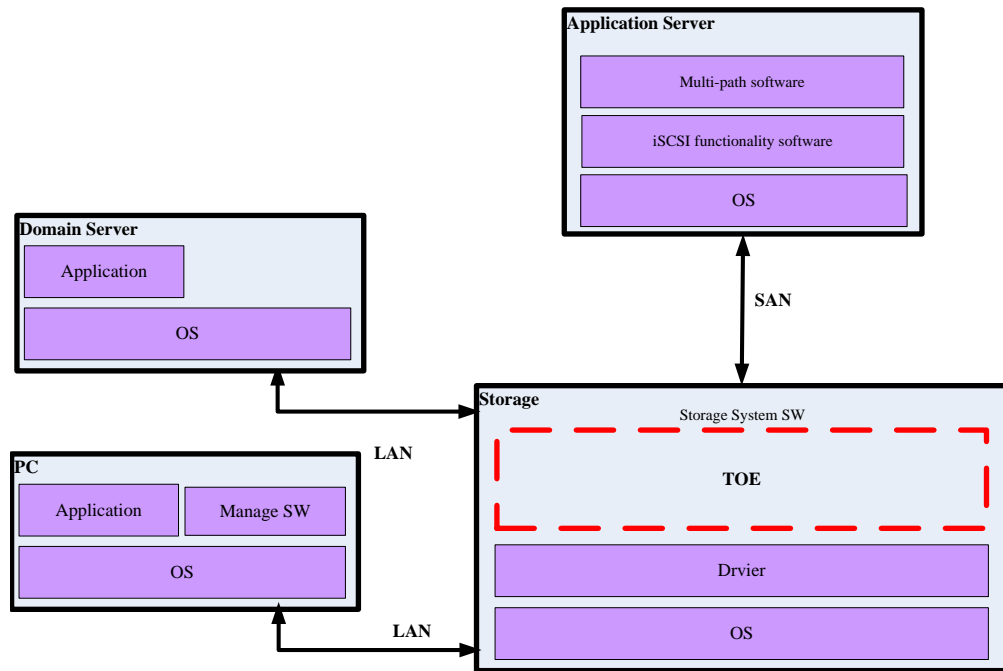 Application Server
Multi-path software
iSCSI functionality software
OS
Domain Server
Application
OS
SAN
Storage
Storage System SW
TOE
Drvier
OS
LAN
PC
Application
Manage SW
OS
LAN